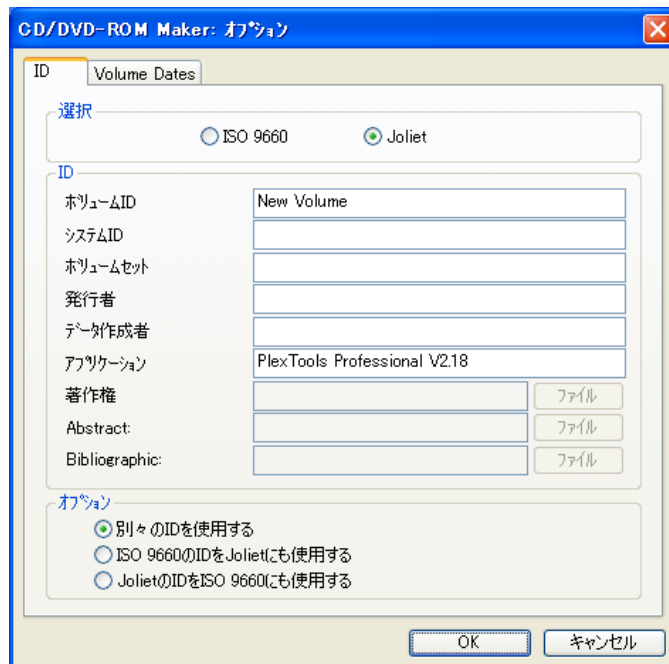 CD/DVD-ROM Maker: ｵﾌﾟｼｮﾝ
ID
Volume Dates
選択
ISO 9660
Joliet
ID
ﾎﾞﾘｭｰﾑID
New Volume
ｼｽﾃﾑID
ﾎﾞﾘｭｰﾑｾｯﾄ
発行者
ﾃﾞｰﾀ作成者
ｱﾌﾟﾘｹｰｼｮﾝ
PlexTools Professional V2.18
著作権
ファイル
Abstract:
ファイル
Bibliographic:
ファイル
ｵﾌﾟｼｮﾝ
別々のIDを使用する
ISO 9660のIDをJolietにも使用する
JolietのIDをISO 9660にも使用する
OK
キャンセル